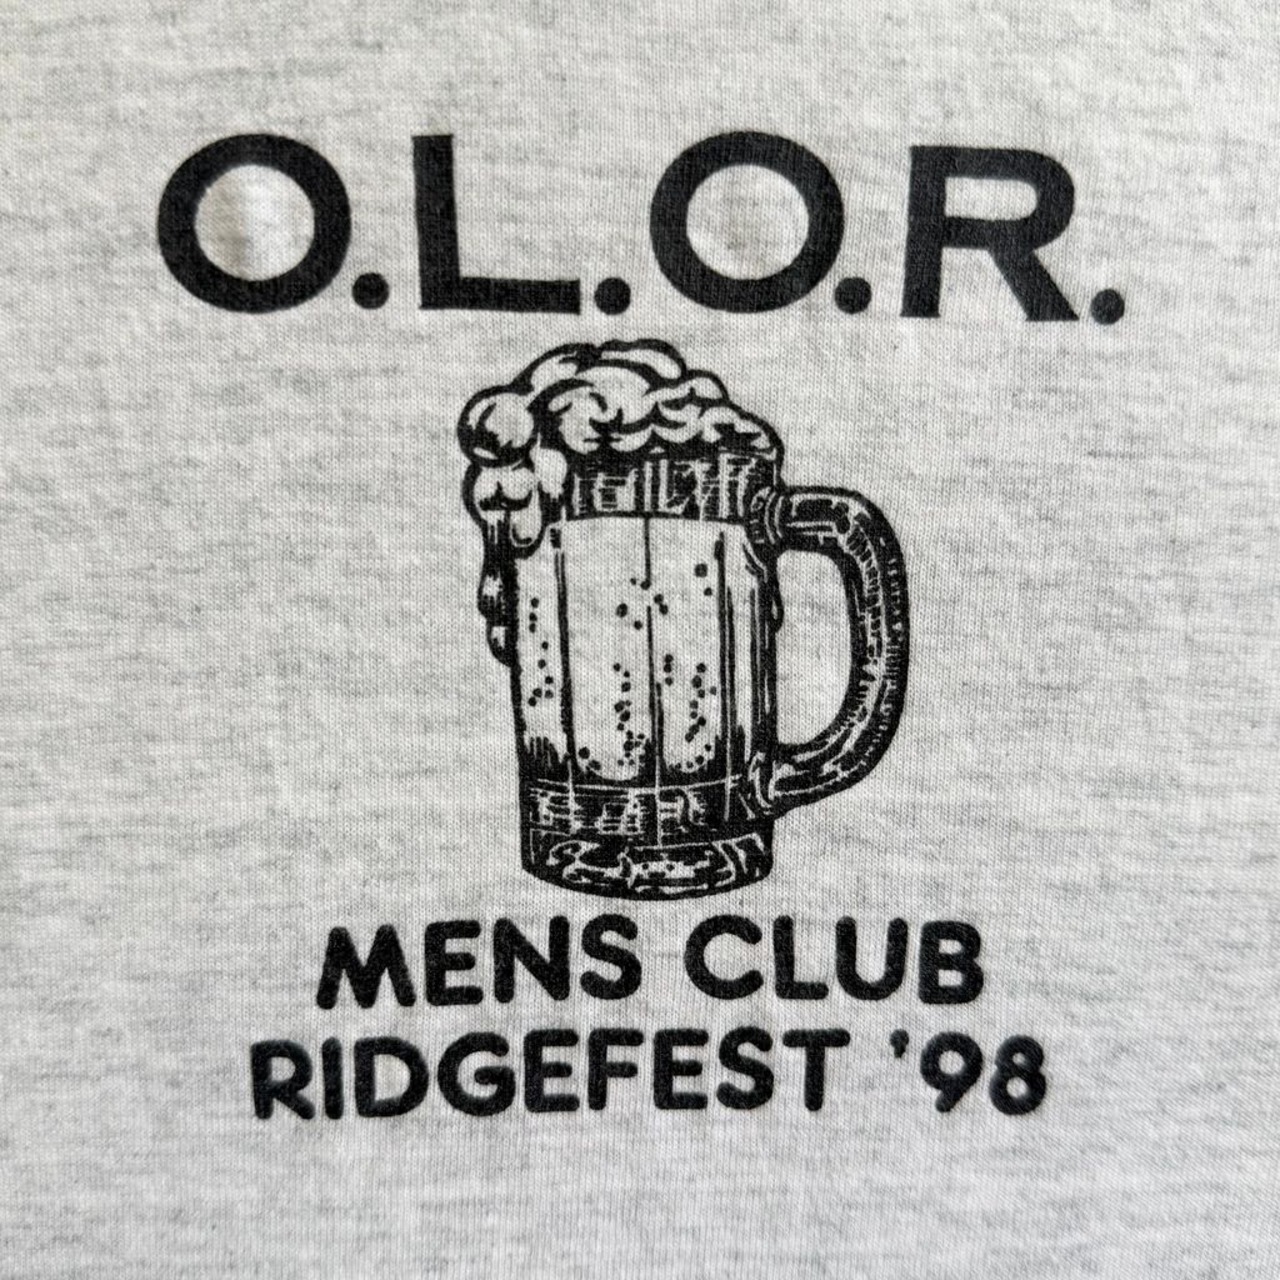 O.L.O.R.
MENS CLUB
RIDGEFEST '98